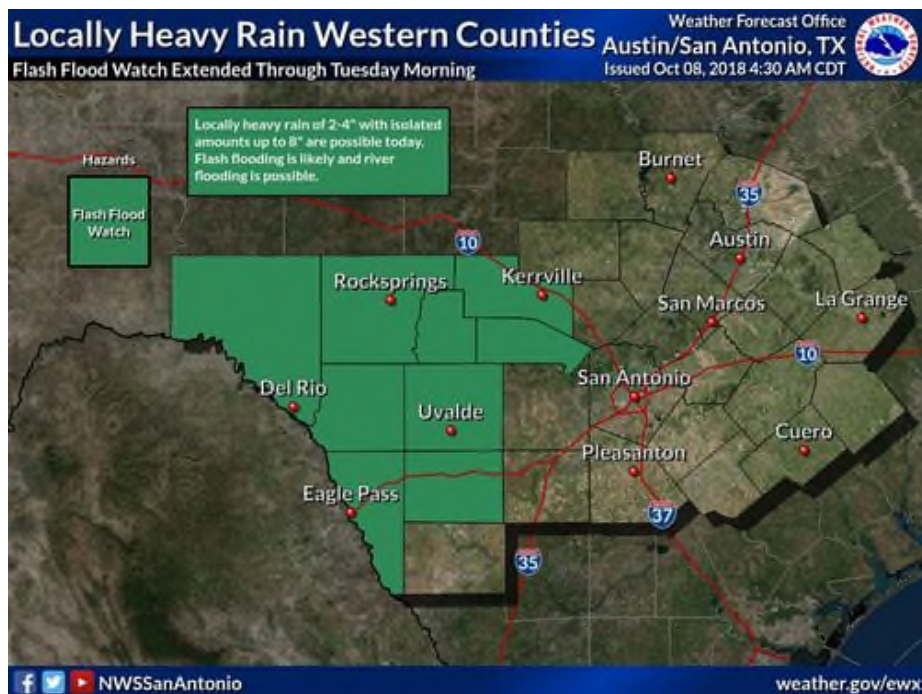 Locally Heavy Rain Western Counties
Flash Flood Watch Extended Through Tuesday Morning
Weather Forecast Office
Austin/San Antonio, TX
Issued Oct 08, 2018 4:30 AM CDT
Locally heavy rain of 2-4" with isolated
amounts up to 8" are possible today.
Flash flooding is likely and river
flooding is possible.
Hazards
Flash Flood
Watch
Burnet
35
Austin
10
Rocksprings
Kerrville
San Marcos
La Grange
10
San Antonio
Del Rio
Uvalde
Cuero
Pleasanton
Eagle Pass
37
35
NWSSanAntonio
weather.gov/ewx